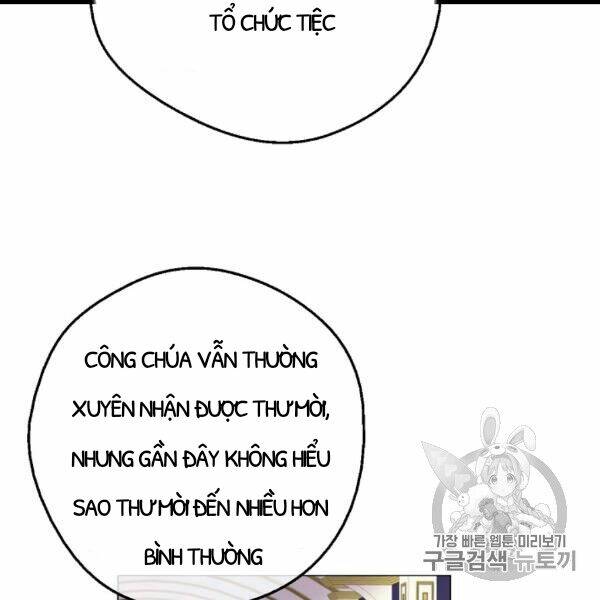 TỔ CHỨC TIỆC
CÔNG CHÚA VẪN THƯỜNG
XUYÊN NHẬN ĐƯỢC THƯ MỜI,
NHƯNG GẦN ĐÂY KHÔNG HIỂU
SAO THƯ MỜI ĐẾN NHIỀU HON
BÌNH THƯỜNG
가장 빠른 웹툰 미리보기
구글검색 뉴토끼